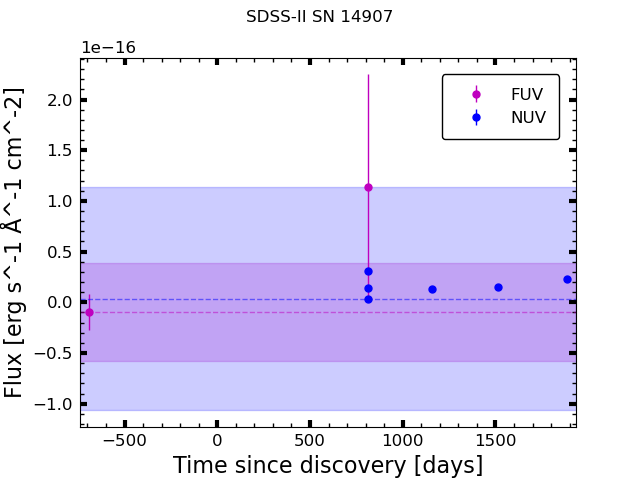 SDSS-II SN 14907
1e−16
Flux [erg s^-1 Å^-1 cm^-2]
2.0
1.5
1.0
0.5
0.0
−0.5
−1.0
FUV
NUV
−500 0 500 1000 1500
Time since discovery [days]